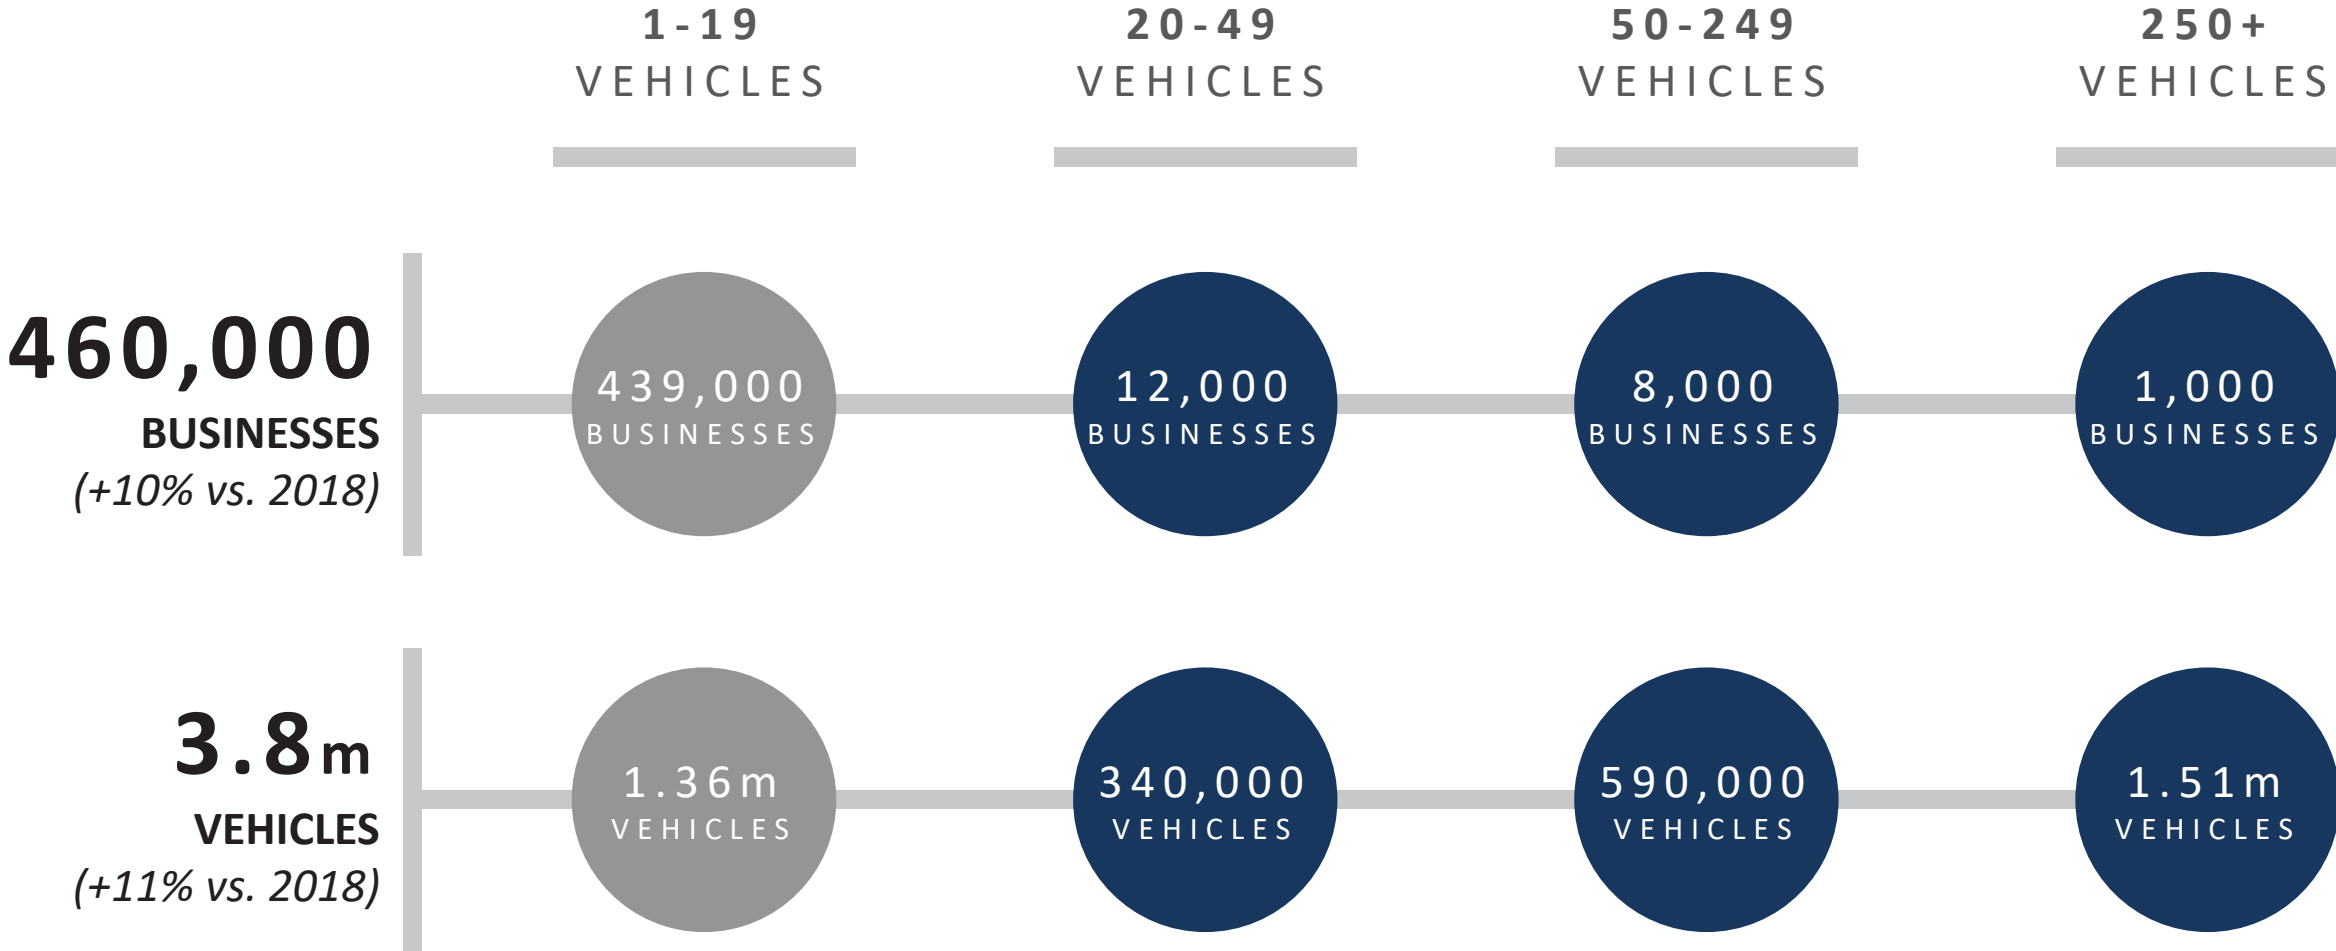 1-19
VEHICLES
20-49
VEHICLES
50-249
VEHICLES
250+
VEHICLES
460,000
BUSINESSES
(+10% vs. 2018)
439,000
BUSINESSES
12,000
BUSINESSES
8,000
BUSINESSES
1,000
BUSINESSES
3.8m
VEHICLES
(+11% vs. 2018)
1.36m
VEHICLES
340,000
VEHICLES
590,000
VEHICLES
1.51m
VEHICLES